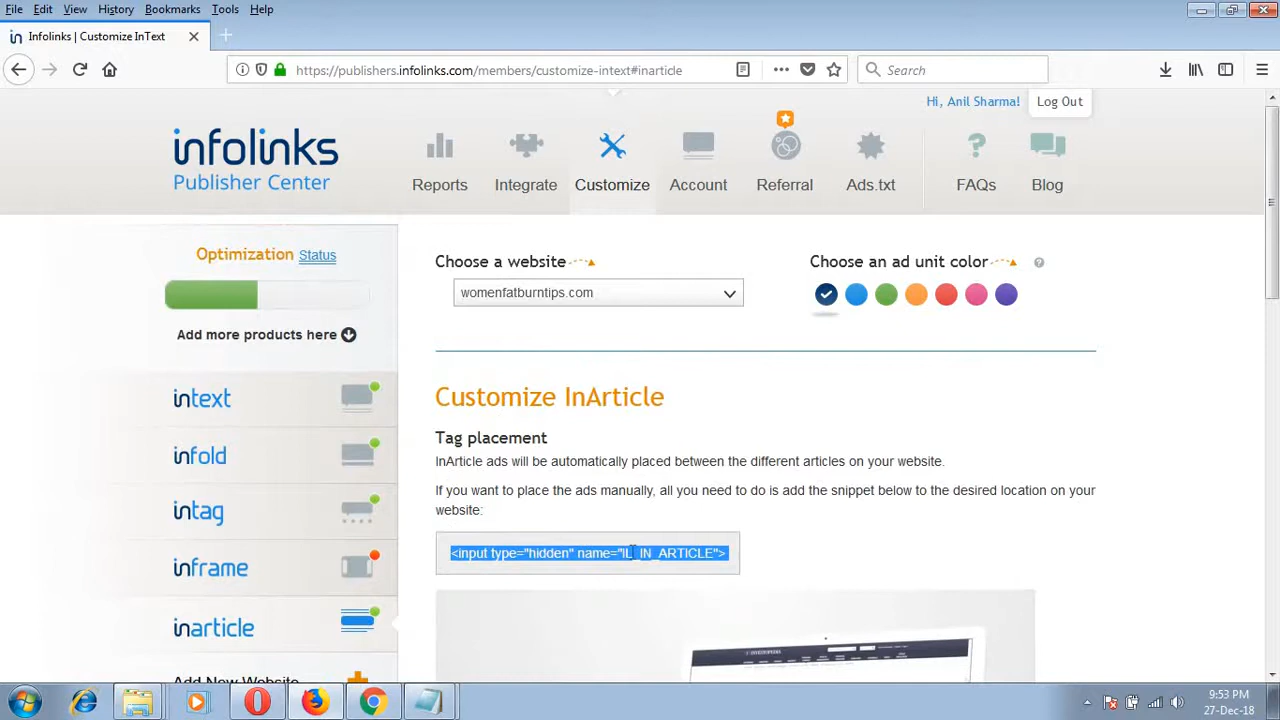 File Edit View History Bookmarks Tools Help
Infolinks | Customize InText
https://publishers.infolinks.com/members/customize-intext#inarticle
Search
Hi, Anil Sharma! Log Out
infolinks
Publisher Center
Reports Integrate Customize Account Referral Ads.txt FAQs Blog
Optimization Status
Add more products here
intext
infold
intag
inframe
inarticle
Add New Website
Choose a website
womenfatburntips.com
Choose an ad unit color
Customize InArticle
Tag placement
InArticle ads will be automatically placed between the different articles on your website.
If you want to place the ads manually, all you need to do is add the snippet below to the desired location on your
website:
<input type="hidden" name="IL_IN_ARTICLE">
9:53 PM
27-Dec-18